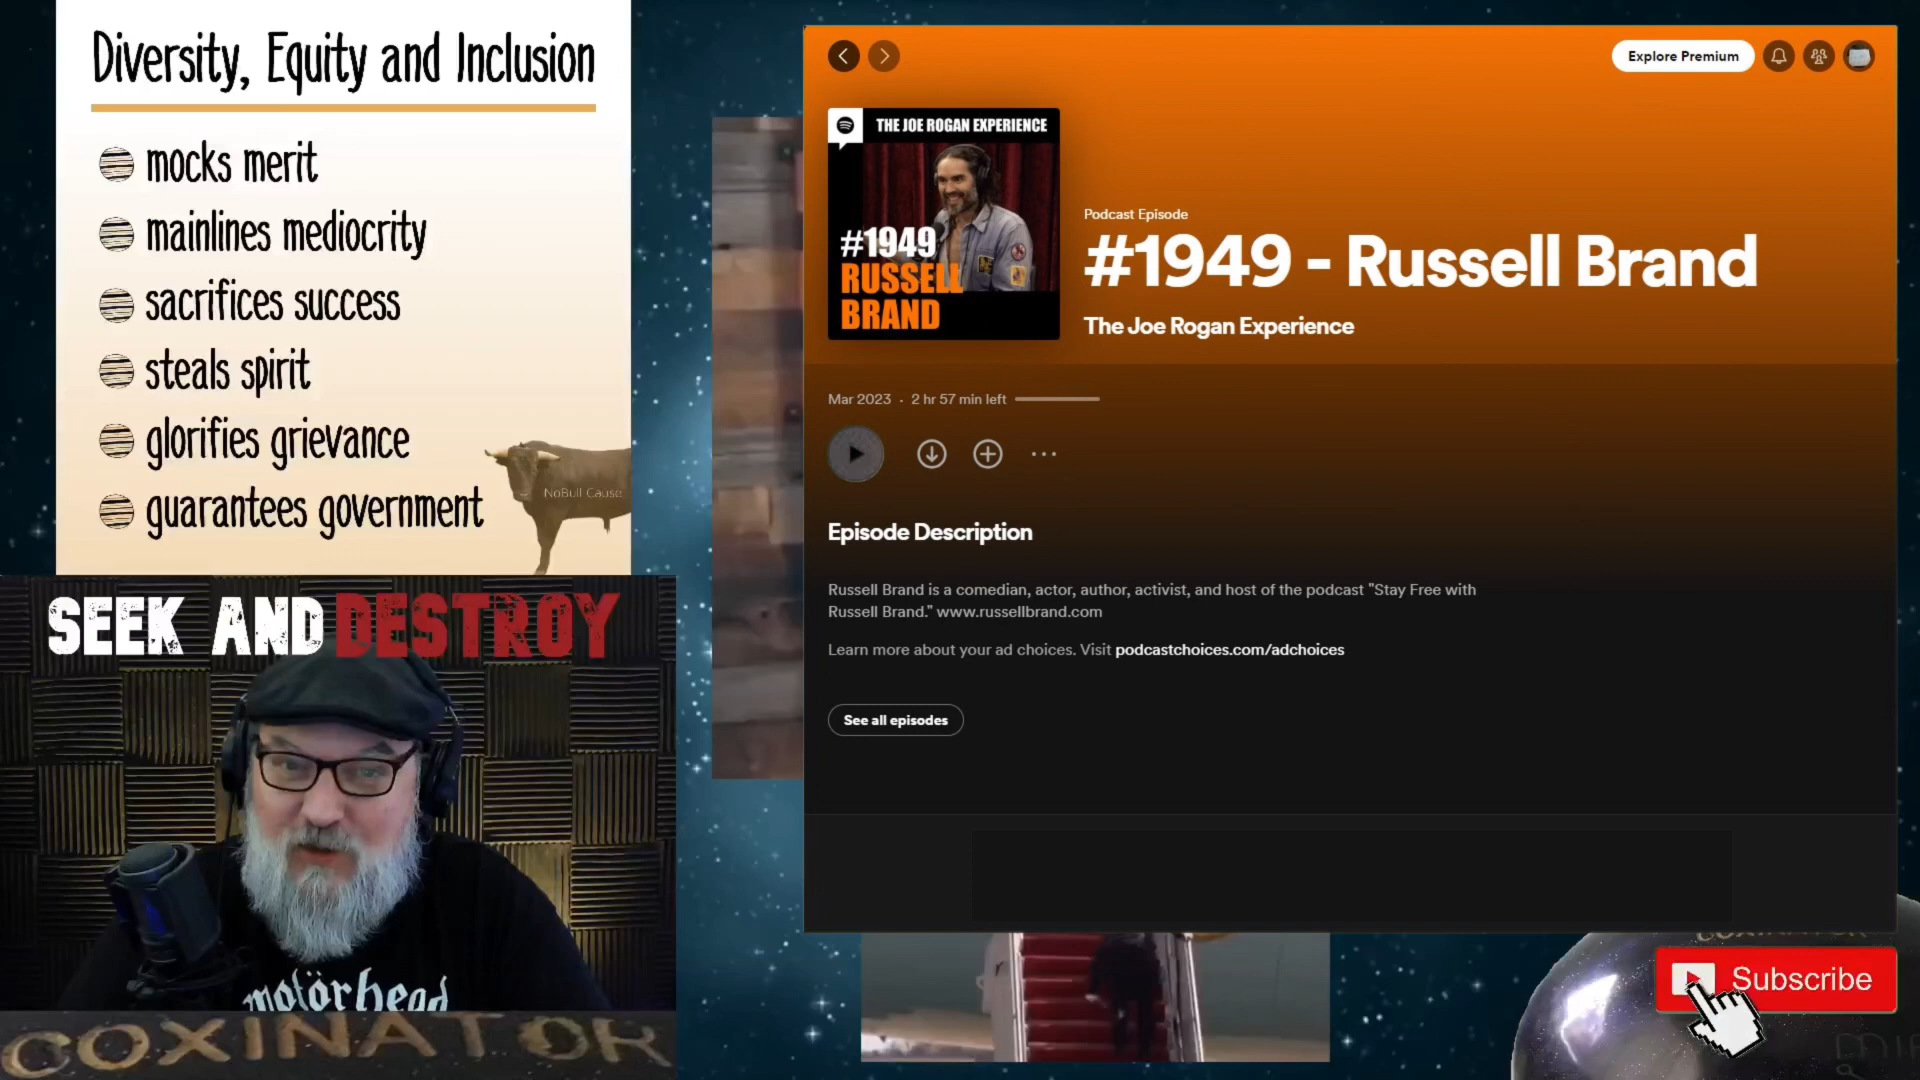 Diversity, Equity and Inclusion
mocks merit
mainlines mediocrity
sacrifices success
steals spirit
glorifies grievance
guarantees government
NoBull Cause
SEEK AND DESTROY
motörhead
COXINATOR
Explore Premium
THE JOE ROGAN EXPERIENCE
#1949
RUSSELL
BRAND
Podcast Episode
#1949 - Russell Brand
The Joe Rogan Experience
Mar 2023 . 2 hr 57 min left
Episode Description
Russell Brand is a comedian, actor, author, activist, and host of the podcast "Stay Free with
Russell Brand." www.russellbrand.com
Learn more about your ad choices. Visit podcastchoices.com/adchoices
See all episodes
Subscribe